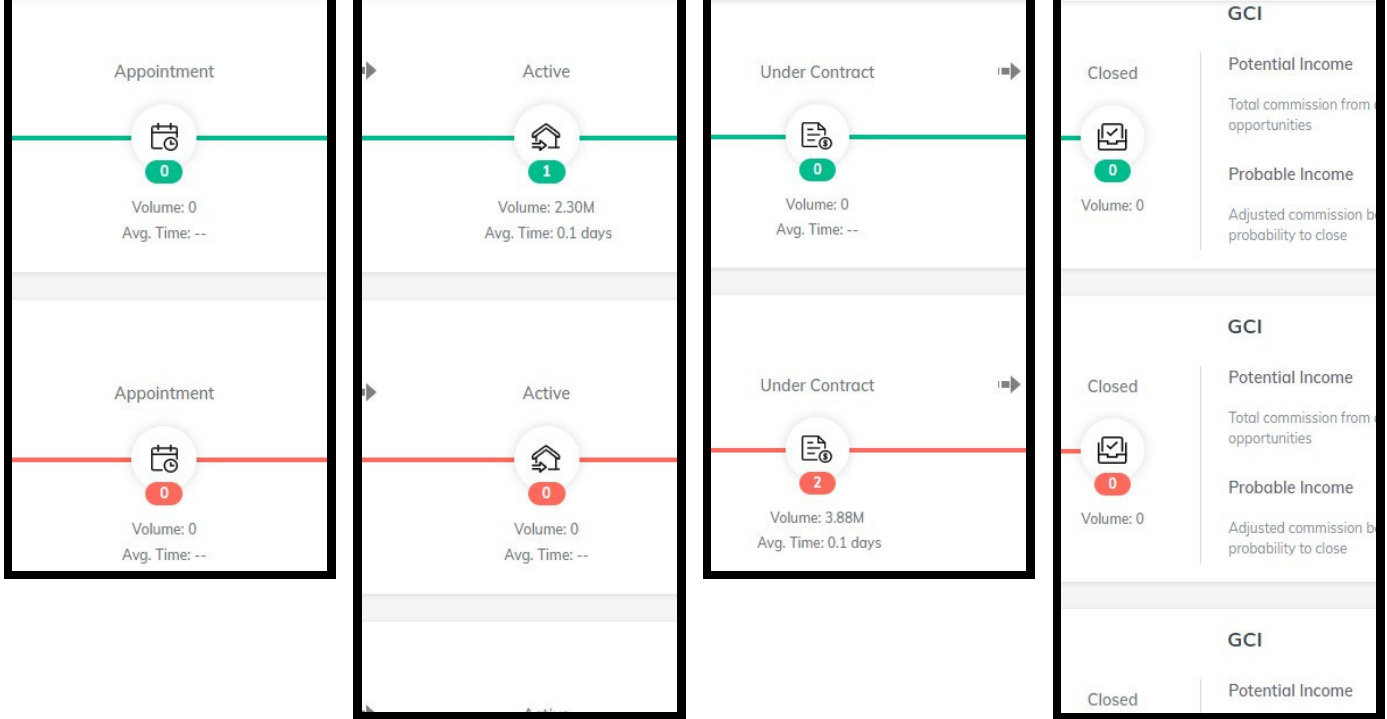 Appointment
0
Volume: 0
Avg. Time: --
Appointment
0
Volume: 0
Avg. Time: --
Active
1
Volume: 2.30M
Avg. Time: 0.1 days
Active
0
Volume: 0
Avg. Time: --
Under Contract
0
Volume: 0
Avg. Time: --
Under Contract
2
Volume: 3.88M
Avg. Time: 0.1 days
GCI
Closed
0
Volume: 0
Potential Income
Total commission from
opportunities
Probable Income
Adjusted commission
probability to close
GCI
Closed
0
Volume: 0
Potential Income
Total commission from
opportunities
Probable Income
Adjusted commission
probability to close
GCI
Closed
Potential Income